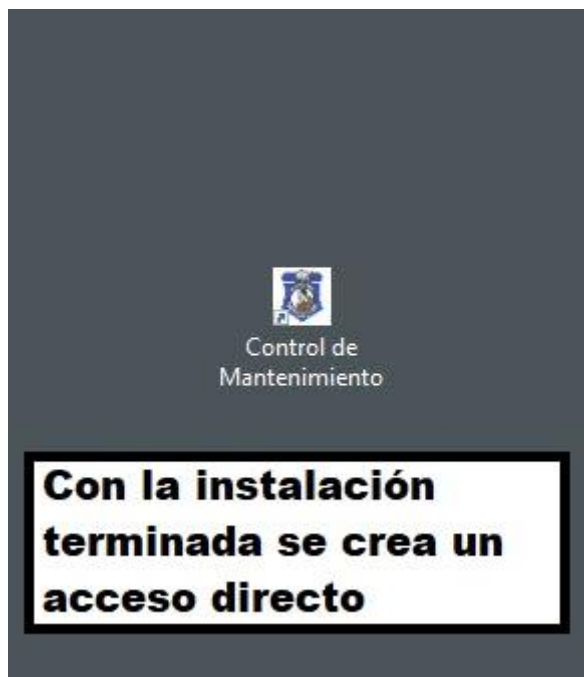 Control de
Mantenimiento
Con la instalación
terminada se crea un
acceso directo